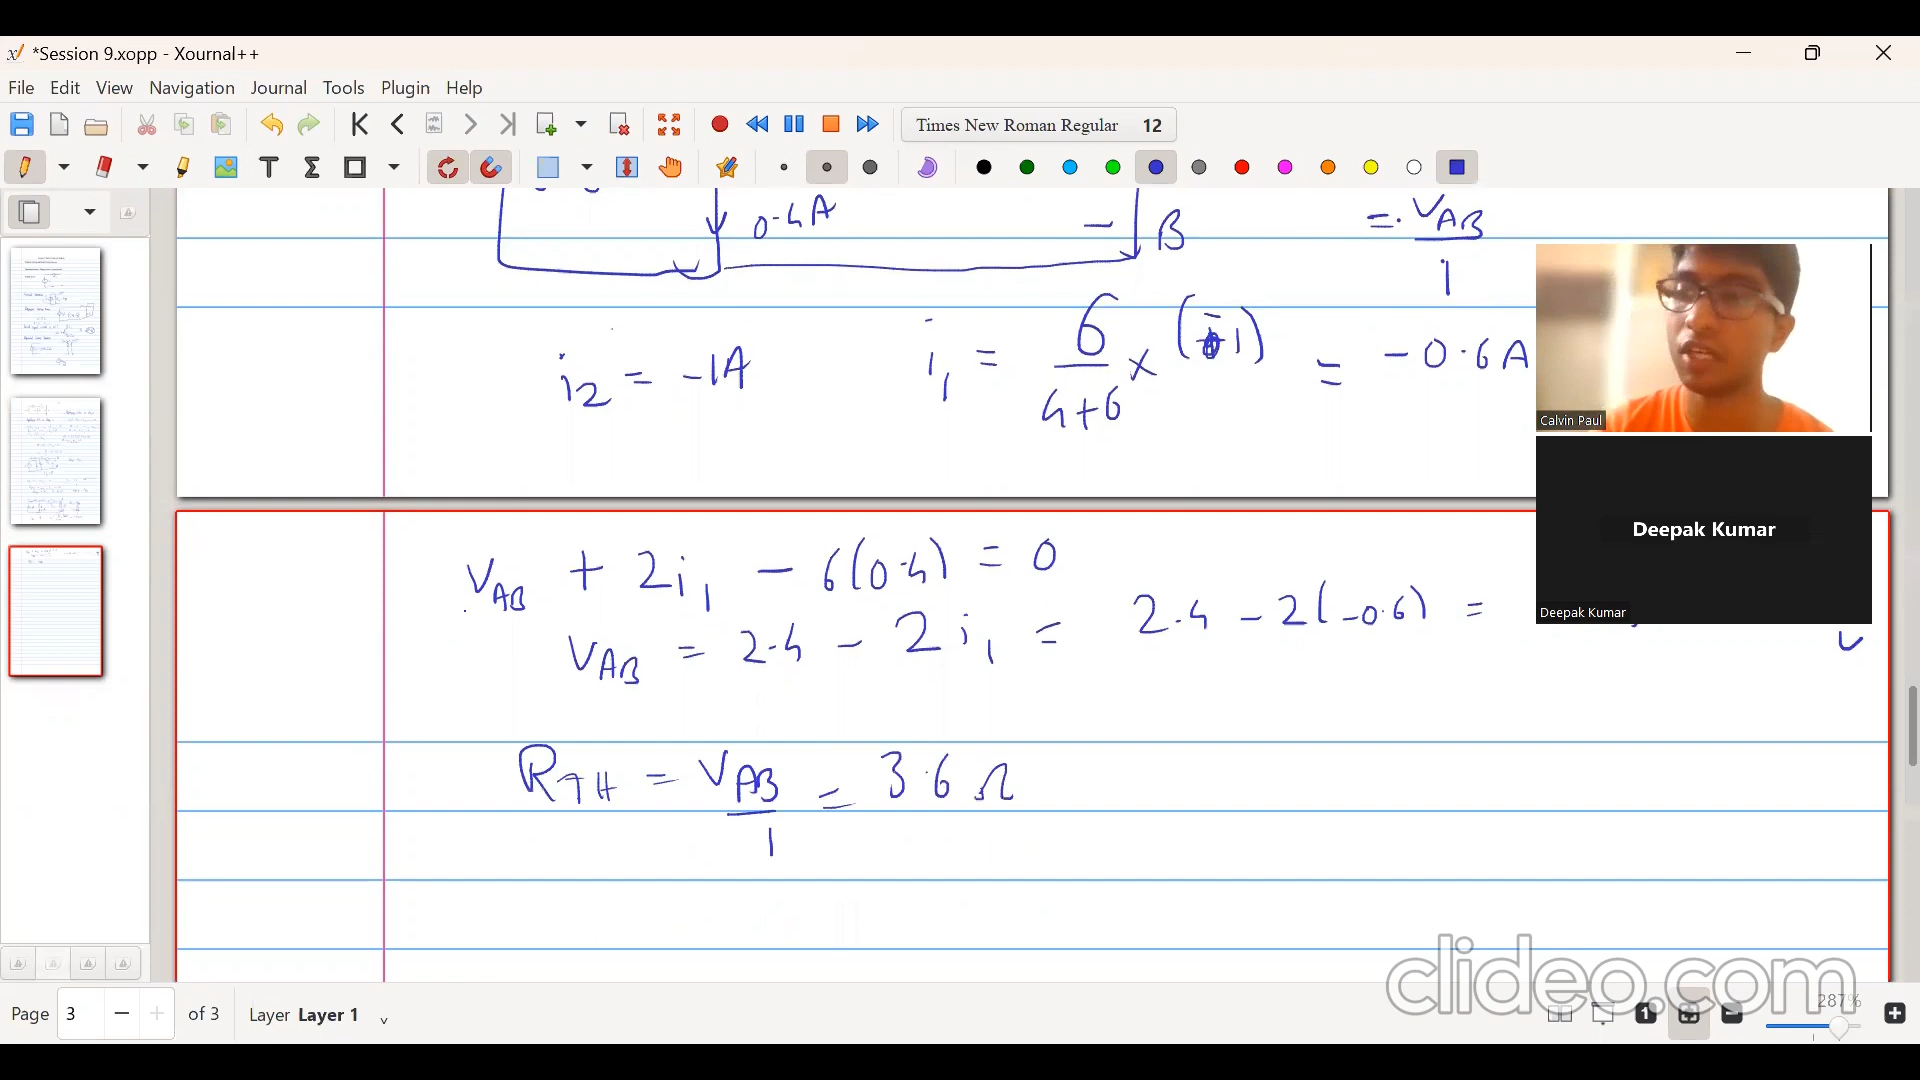 *Session 9.xopp - Xournal++
File Edit View Navigation Journal Tools Plugin Help
Times New Roman Regular 12
0.4A
- B
= VAB
1
i2 = -1A
i1 = 6
4+6
× (-1) = -0.6A
Calvin Paul
Deepak Kumar
Deepak Kumar
VAB + 2i1 - 6(0.4) = 0
VAB = 2.4 - 2i1 = 2.4 - 2(-0.6) =
V
RTH = VAB = 3.6 Ω
1
clideo.com
Page 3 of 3 Layer Layer 1
287%